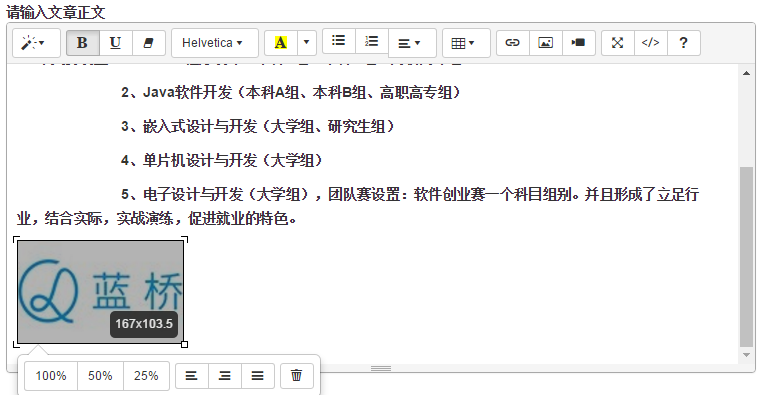 请输入文章正文
B U Helvetica A </> ?
2、Java软件开发（本科A组、本科B组、高职高专组）
3、嵌入式设计与开发（大学组、研究生组）
4、单片机设计与开发（大学组）
5、电子设计与开发（大学组），团队赛设置：软件创业赛一个科目组别。并且形成了立足行
业，结合实际，实战演练，促进就业的特色。
蓝桥
167x103.5
100% 50% 25%